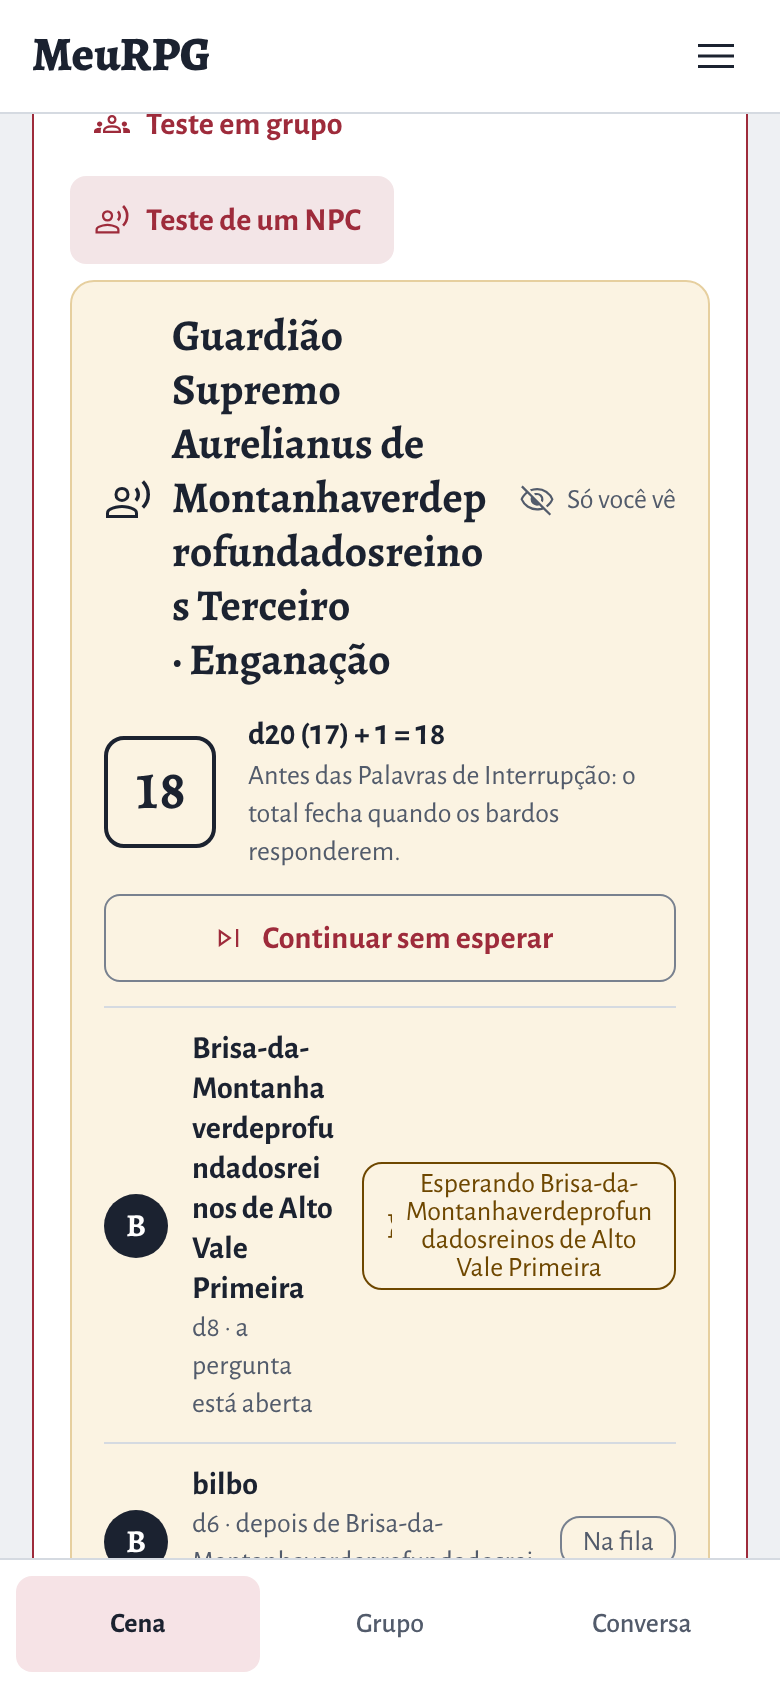 MeuRPG
Teste em grupo
Teste de um NPC
Guardião
Supremo
Aurelianus de
Montanhaverdep
rofundadosreino
s Terceiro
· Enganação
Só você vê
18
d20 (17) + 1 = 18
Antes das Palavras de Interrupção: o
total fecha quando os bardos
responderem.
Continuar sem esperar
B
Brisa-da-
Montanha
verdeprofu
ndadosrei
nos de Alto
Vale
Primeira
d8 · a
pergunta
está aberta
Esperando Brisa-da-
Montanhaverdeprofun
dadosreinos de Alto
Vale Primeira
B
bilbo
d6 · depois de Brisa-da-
Montanhaverdeprofundadosrei
Na fila
Cena
Grupo
Conversa